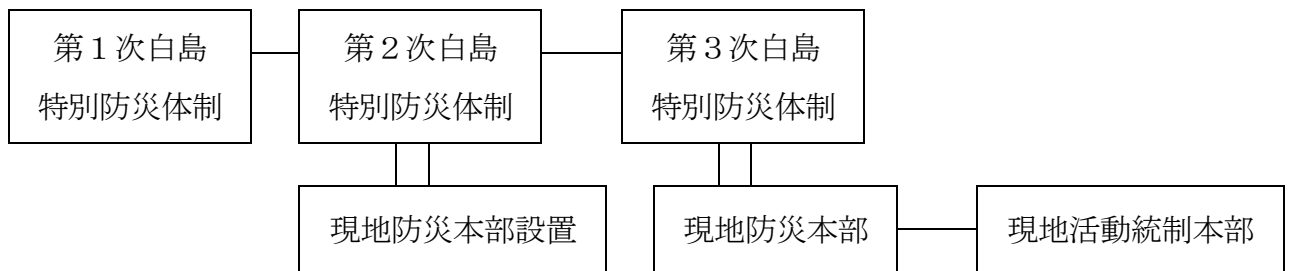 第１次白島
特別防災体制
第２次白島
特別防災体制
第３次白島
特別防災体制
現地防災本部設置
現地防災本部
現地活動統制本部